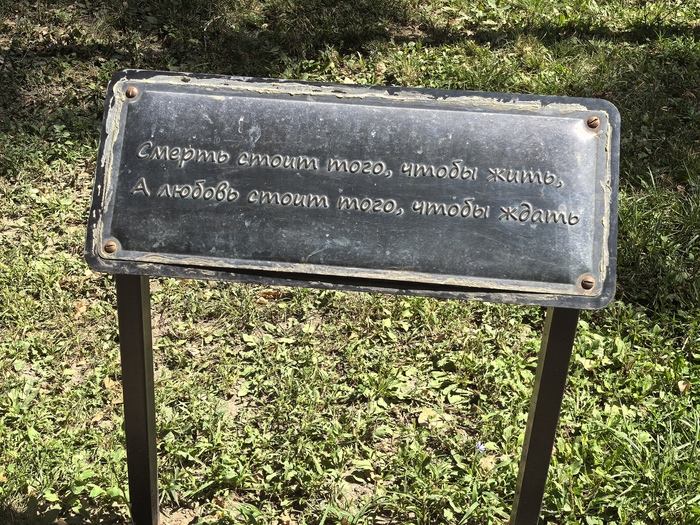 Смерть стоит того, чтобы жить,
А любовь стоит того, чтобы ждать